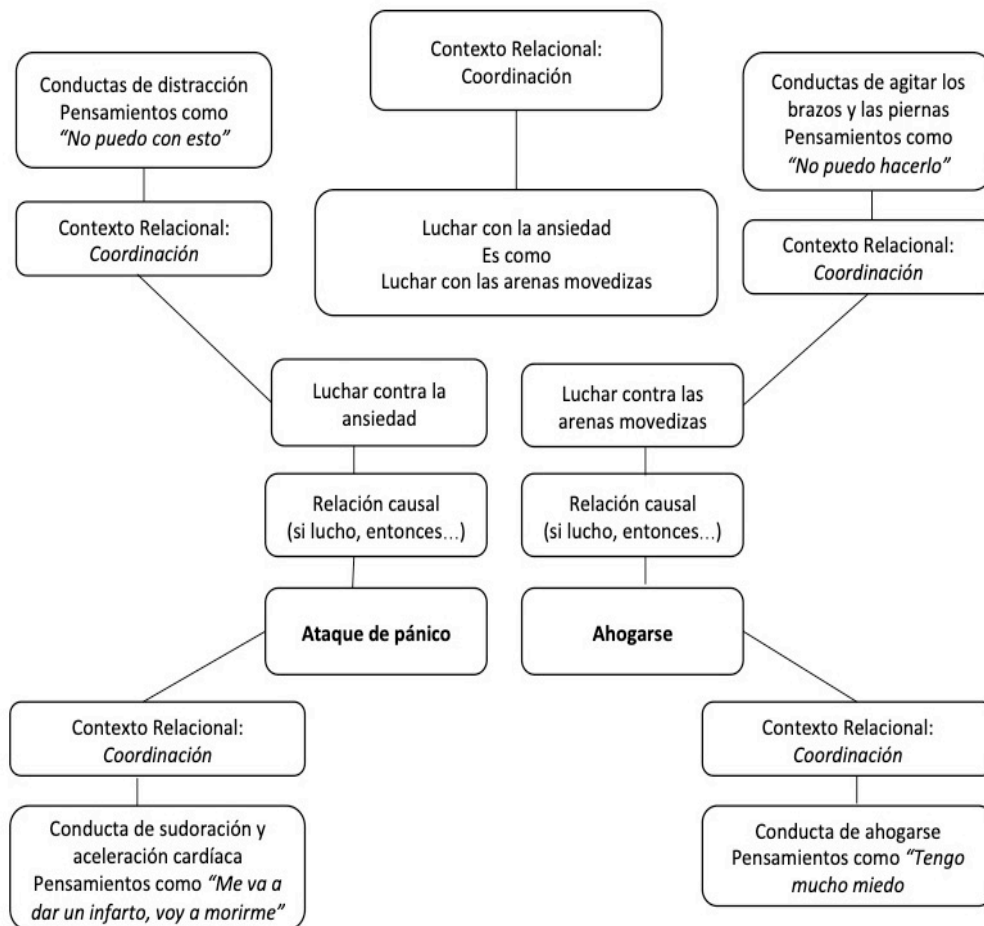 Contexto Relacional:
Coordinación
Conductas de distracción
Pensamientos como
“No puedo con esto”
Conductas de agitar los
brazos y las piernas
Pensamientos como
“No puedo hacerlo”
Contexto Relacional:
Coordinación
Luchar con la ansiedad
Es como
Luchar con las arenas movedizas
Contexto Relacional:
Coordinación
Luchar contra la
ansiedad
Luchar contra las
arenas movedizas
Relación causal
(si lucho, entonces…)
Relación causal
(si lucho, entonces…)
Ataque de pánico
Ahogarse
Contexto Relacional:
Coordinación
Contexto Relacional:
Coordinación
Conducta de sudoración y
aceleración cardíaca
Pensamientos como “Me va a
dar un infarto, voy a morirme”
Conducta de ahogarse
Pensamientos como “Tengo
mucho miedo